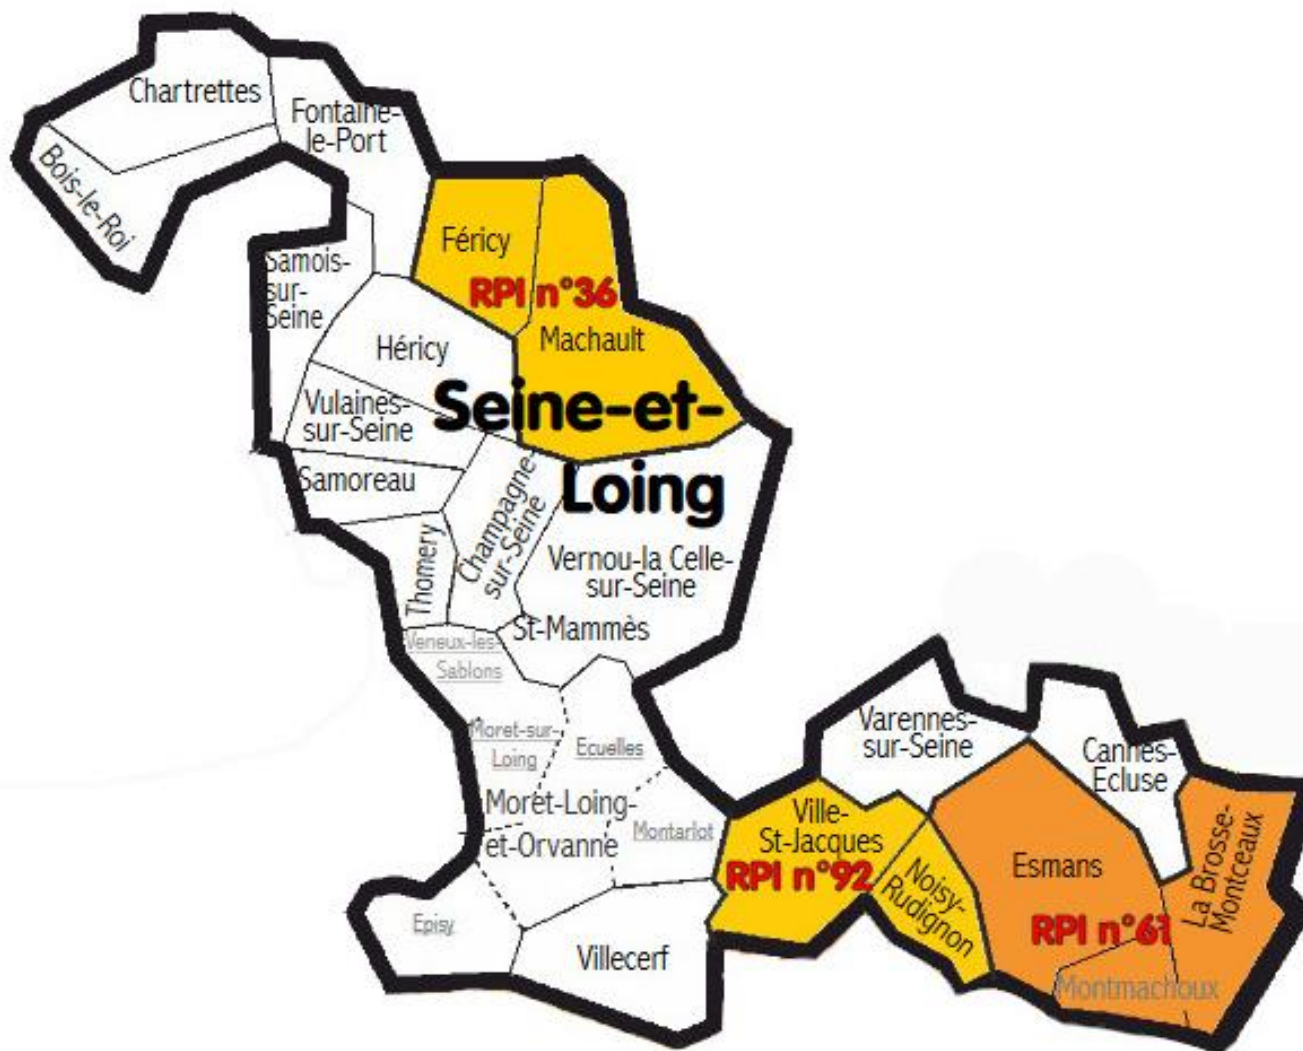 Chartrettes
Fontaine-
le-Port
Bois-le-Roi
Féricy
Samois-
sur-
Seine
RPI n°36
Machault
Héricy
Seine-et-
Loing
Vulaines-
sur-Seine
Samoreau
Champagne-
sur-Seine
Thomery
Vernou-la Celle-
sur-Seine
St-Mammès
Veneux-les-
Sablons
Moret-sur-
Loing
Ecuelles
Moret-Loing-
et-Orvanne
Montarlot
Episy
Villecerf
Varennes-
sur-Seine
Cannes-
Ecluse
Ville-
St-Jacques
RPI n°92
Noisy-
Rudignon
Esmans
La Brosse-
Montceaux
RPI n°61
Montmachoux